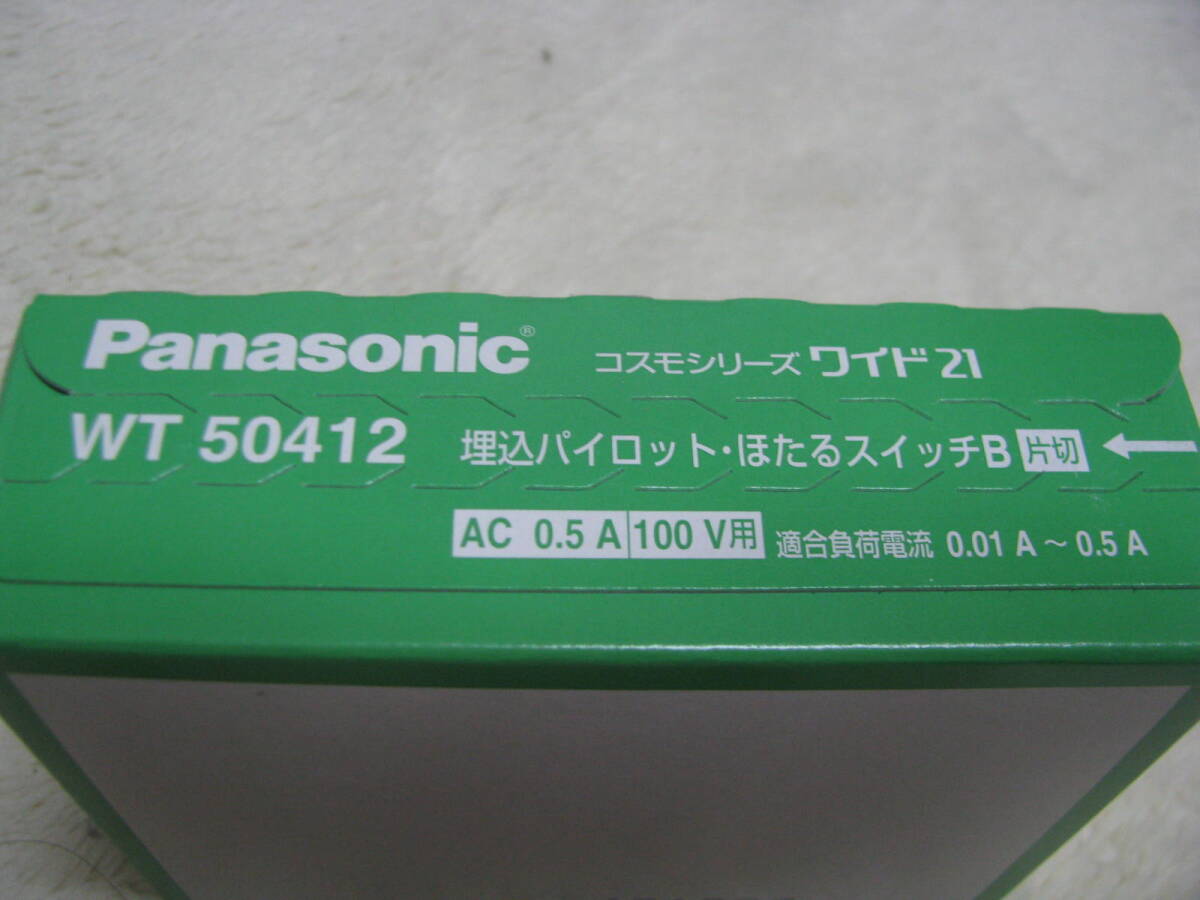 Panasonic® コスモシリーズ ワイド21
WT 50412 埋込パイロット・ほたるスイッチB 片切 ←
AC 0.5 A 100 V用 適合負荷電流 0.01 A～0.5 A